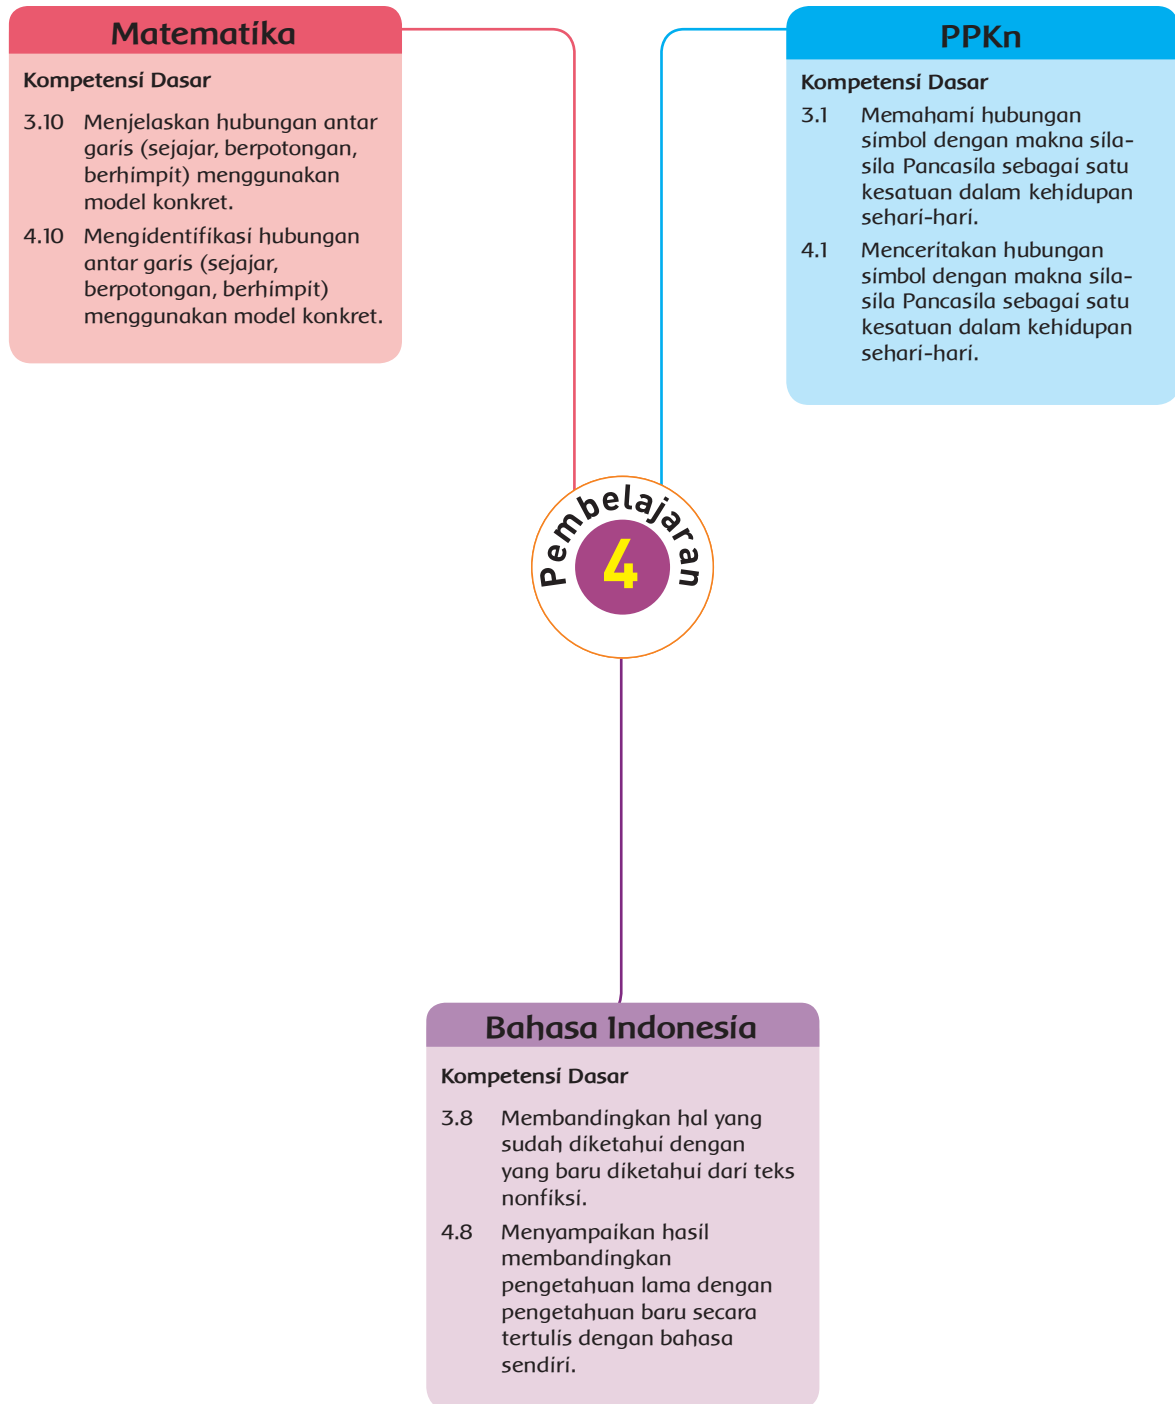 Matematika
Kompetensi Dasar
3.10 Menjelaskan hubungan antar
garis (sejajar, berpotongan,
berhimpit) menggunakan
model konkret.
4.10 Mengidentifikasi hubungan
antar garis (sejajar,
berpotongan, berhimpit)
menggunakan model konkret.
PPKn
Kompetensi Dasar
3.1 Memahami hubungan
simbol dengan makna sila-
sila Pancasila sebagai satu
kesatuan dalam kehidupan
sehari-hari.
4.1 Menceritakan hubungan
simbol dengan makna sila-
sila Pancasila sebagai satu
kesatuan dalam kehidupan
sehari-hari.
Pembelajaran
4
Bahasa Indonesia
Kompetensi Dasar
3.8 Membandingkan hal yang
sudah diketahui dengan
yang baru diketahui dari teks
nonfiksi.
4.8 Menyampaikan hasil
membandingkan
pengetahuan lama dengan
pengetahuan baru secara
tertulis dengan bahasa
sendiri.